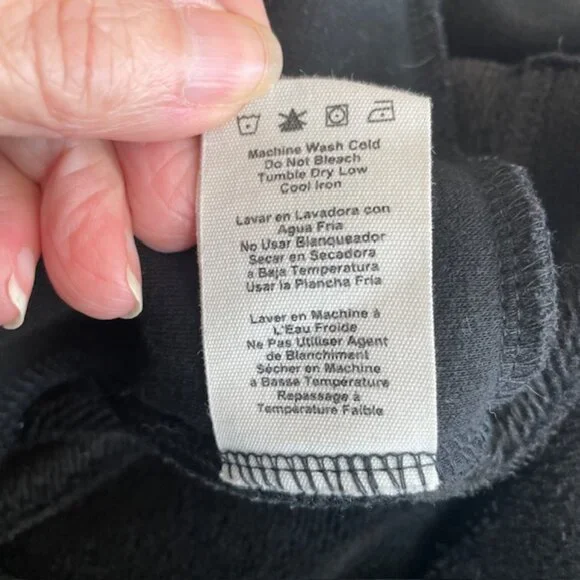 Machine Wash Cold
Do Not Bleach
Tumble Dry Low
Cool Iron
Lavar en Lavadora con
Agua Fria
No Usar Blanqueador
Secar en Secadora
a Baja Temperatura
Usar la Plancha Fria
Laver en Machine à
L'Eau Froide
Ne Pas Utiliser Agent
de Blanchiment
Sécher en Machine
a Basse Température
Repassage à
Température Faible